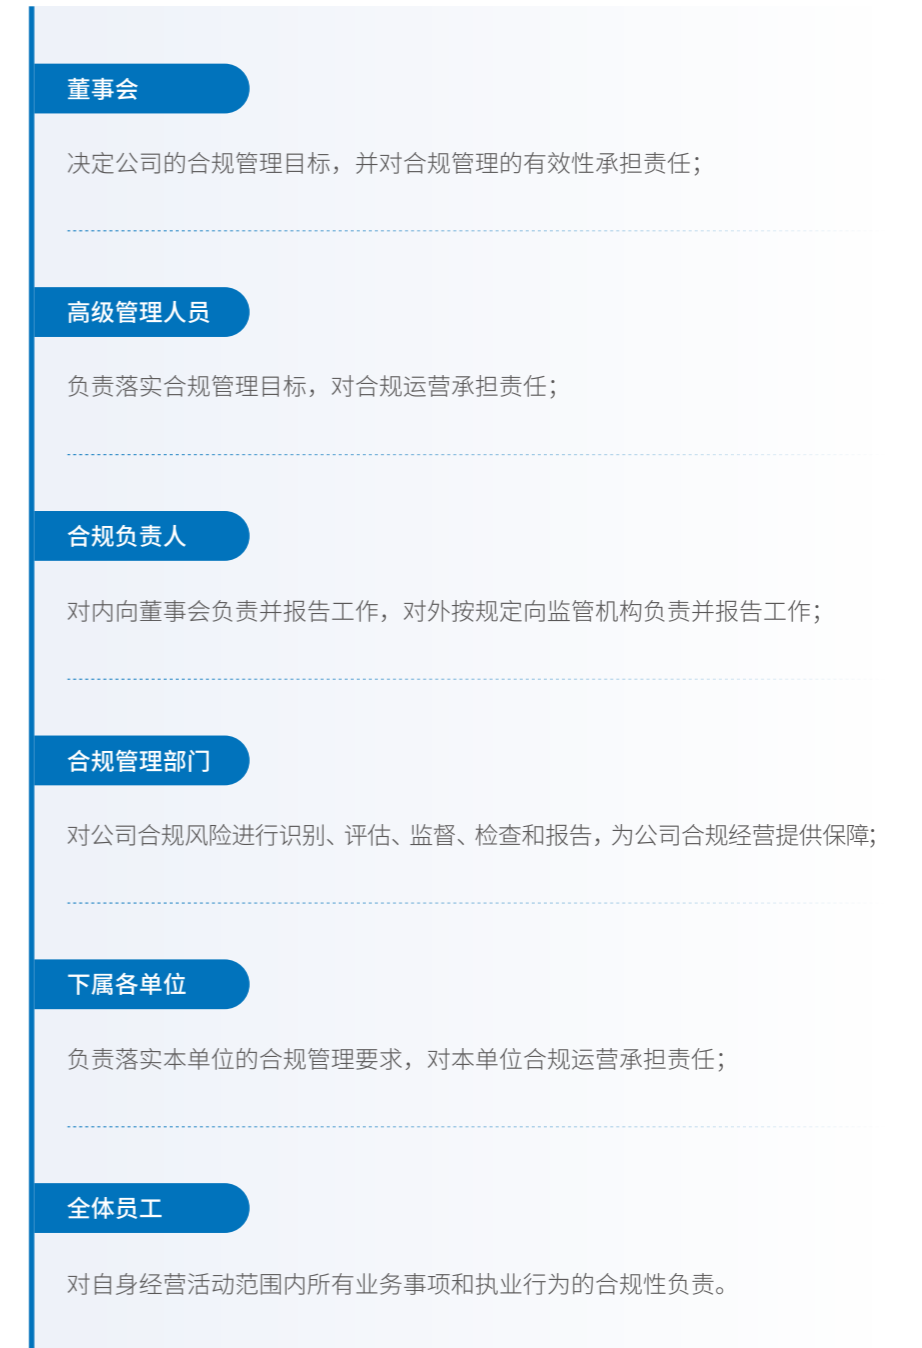 董事会
决定公司的合规管理目标，并对合规管理的有效性承担责任；
高级管理人员
负责落实合规管理目标，对合规运营承担责任；
合规负责人
对内向董事会负责并报告工作，对外按规定向监管机构负责并报告工作；
合规管理部门
对公司合规风险进行识别、评估、监督、检查和报告，为公司合规经营提供保障；
下属各单位
负责落实本单位的合规管理要求，对本单位合规运营承担责任；
全体员工
对自身经营活动范围内所有业务事项和执业行为的合规性负责。